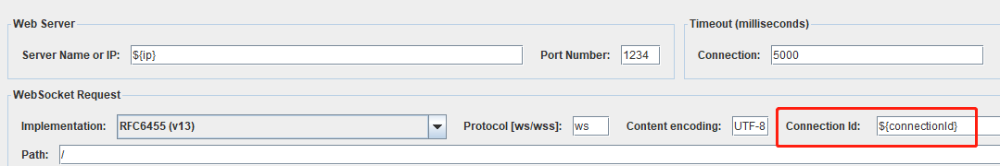 Web Server Timeout (milliseconds)
Server Name or IP: ${ip} Port Number: 1234 Connection: 5000
WebSocket Request
Implementation: RFC6455 (v13) Protocol [ws/wss]: ws Content encoding: UTF-8 Connection Id: ${connectionId}
Path: /